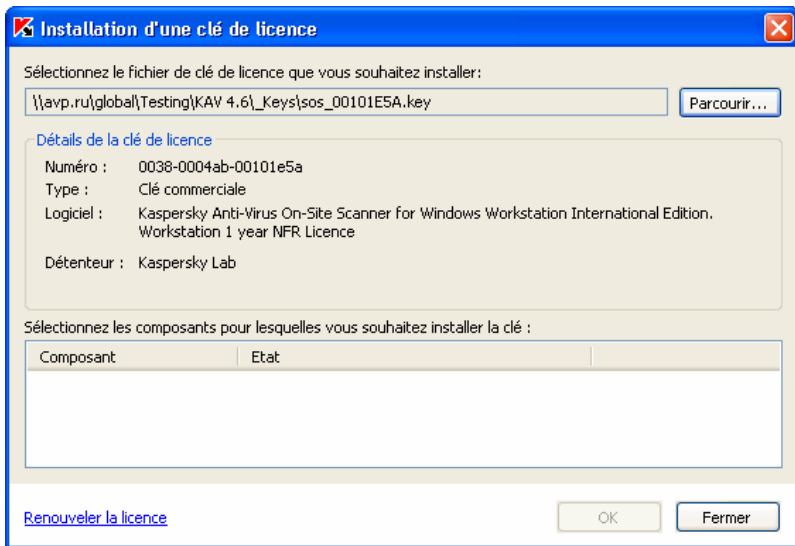 Installation d'une clé de licence
Sélectionnez le fichier de clé de licence que vous souhaitez installer:
\\avp.ru\global\Testing\KAV 4.6\_Keys\sos_00101E5A.key
Parcourir...
Détails de la clé de licence
Numéro : 0038-0004ab-00101e5a
Type : Clé commerciale
Logiciel : Kaspersky Anti-Virus On-Site Scanner for Windows Workstation International Edition.
Workstation 1 year NFR Licence
Détenteur : Kaspersky Lab
Sélectionnez les composants pour lesquelles vous souhaitez installer la clé :
Composant Etat
Renouveler la licence OK Fermer